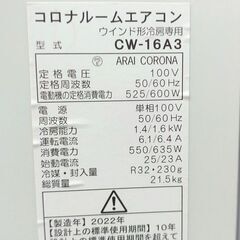 コロナルームエアコン
ウインド形冷房専用
型式 CW-16A3
ARAI CORONA
定格電圧 100V
定格周波数 50/60Hz
電動機の定格消費電力 525/600W
電源 単相100V
周波数 50/60Hz
冷房能力 1.4/1.6kW
運転電流 6.1/6.4A
消費電力 550/635W
始動電流 25/23A
冷媒・封入量 R32・230g
総質量 21.5kg
【製造年】2022年
【設計上の標準使用期間】10年